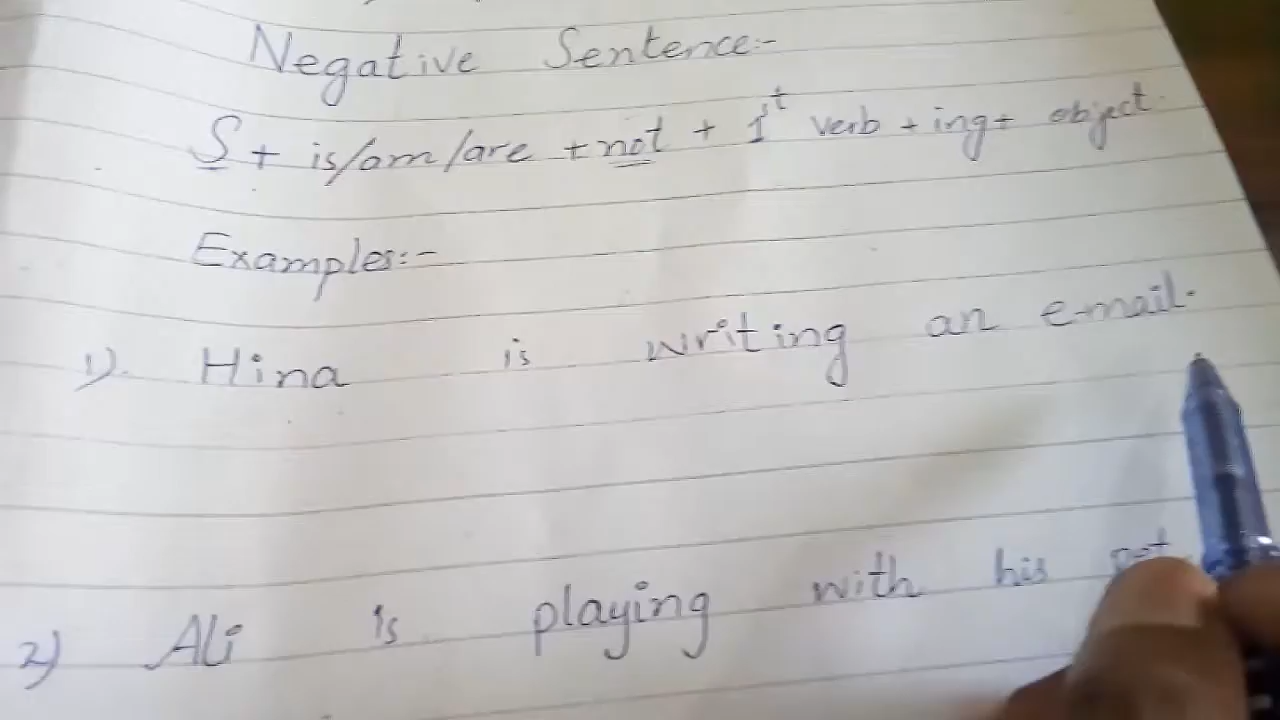 Negative Sentence:-
S + is/am/are + not + 1st verb + ing + object.
Examples:-
1). Hina is writing an email.
2) Ali is playing with his